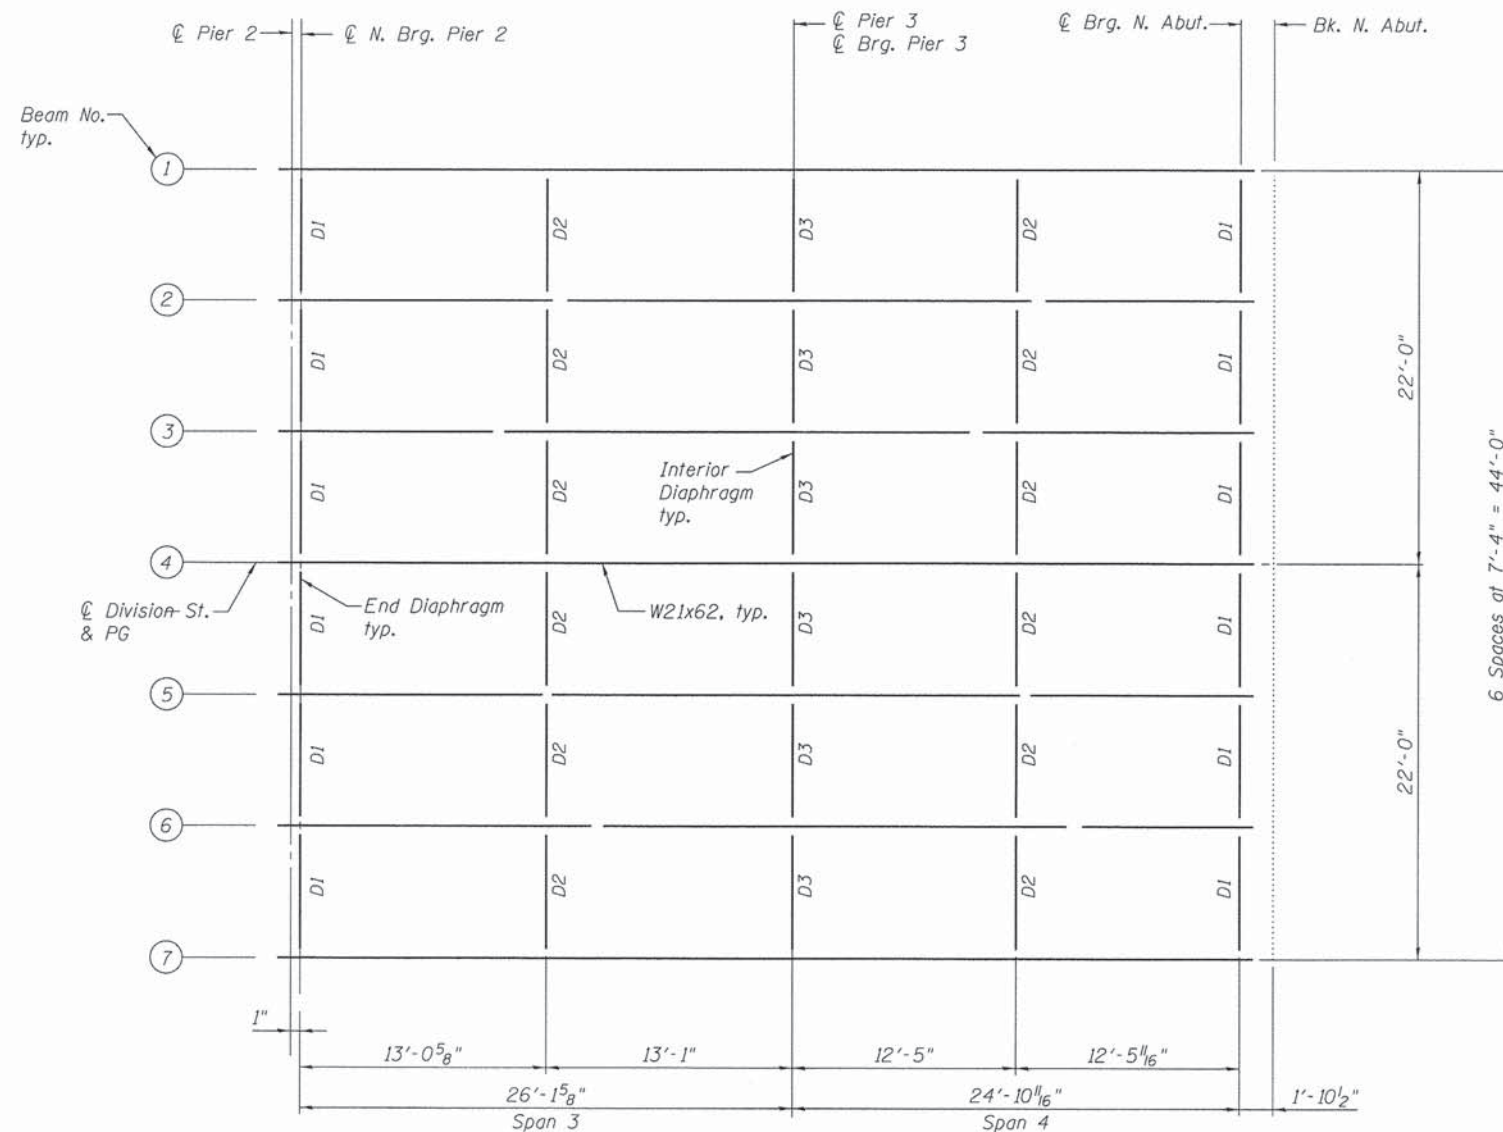 ℄ Pier 2
℄ N. Brg. Pier 2
℄ Pier 3
℄ Brg. Pier 3
℄ Brg. N. Abut.
Bk. N. Abut.
Beam No.
typ.
1
D1 D2 D3 D2 D1
2
D1 D2 D3 D2 D1
22'-0"
3
Interior
Diaphragm
typ.
D1 D2 D3 D2 D1
6 Spaces at 7'-4" = 44'-0"
4
℄ Division St.
& PG
End Diaphragm
typ.
W21x62, typ.
D1 D2 D3 D2 D1
5
D1 D2 D3 D2 D1
22'-0"
6
D1 D2 D3 D2 D1
7
1"
13'-0⅝" 13'-1" 12'-5" 12'-5 11/16"
26'-1⅝" 24'-10 11/16" 1'-10½"
Span 3 Span 4